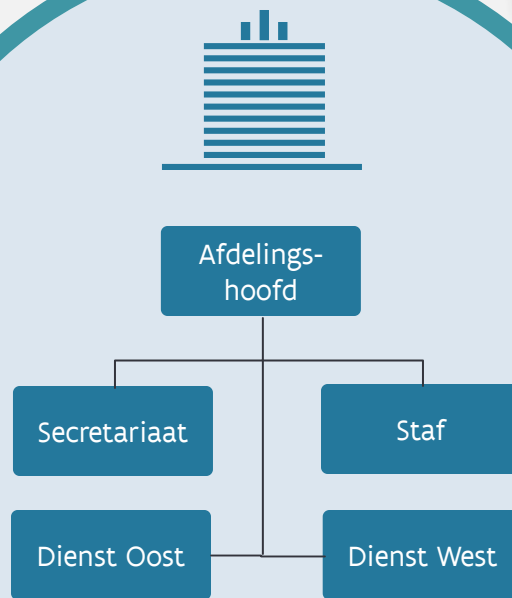 Afdelings-
hoofd
Secretariaat
Staf
Dienst Oost
Dienst West